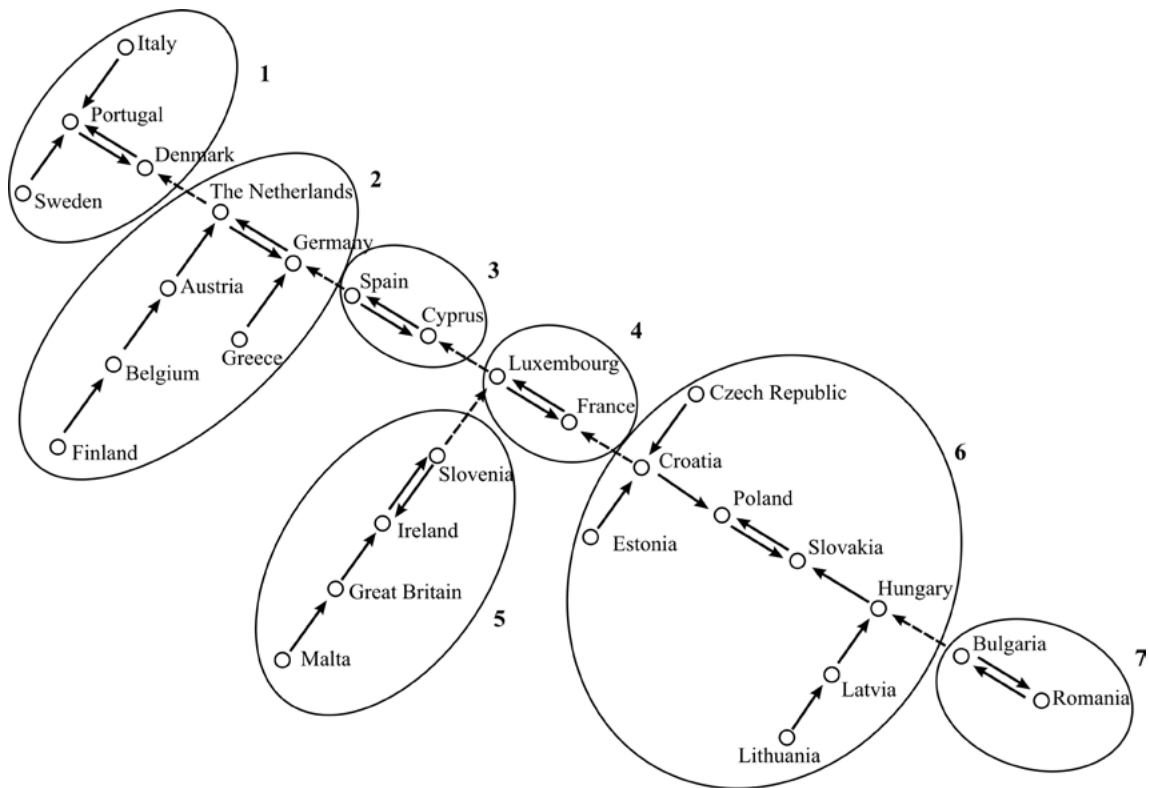 Italy
1
Portugal
Denmark
Sweden
The Netherlands
2
Germany
Austria
Spain
3
Cyprus
Greece
Belgium
4
Luxembourg
France
Czech Republic
Finland
Slovenia
Croatia
6
Poland
Ireland
Estonia
Slovakia
Great Britain
Hungary
5
Malta
Bulgaria
7
Latvia
Romania
Lithuania